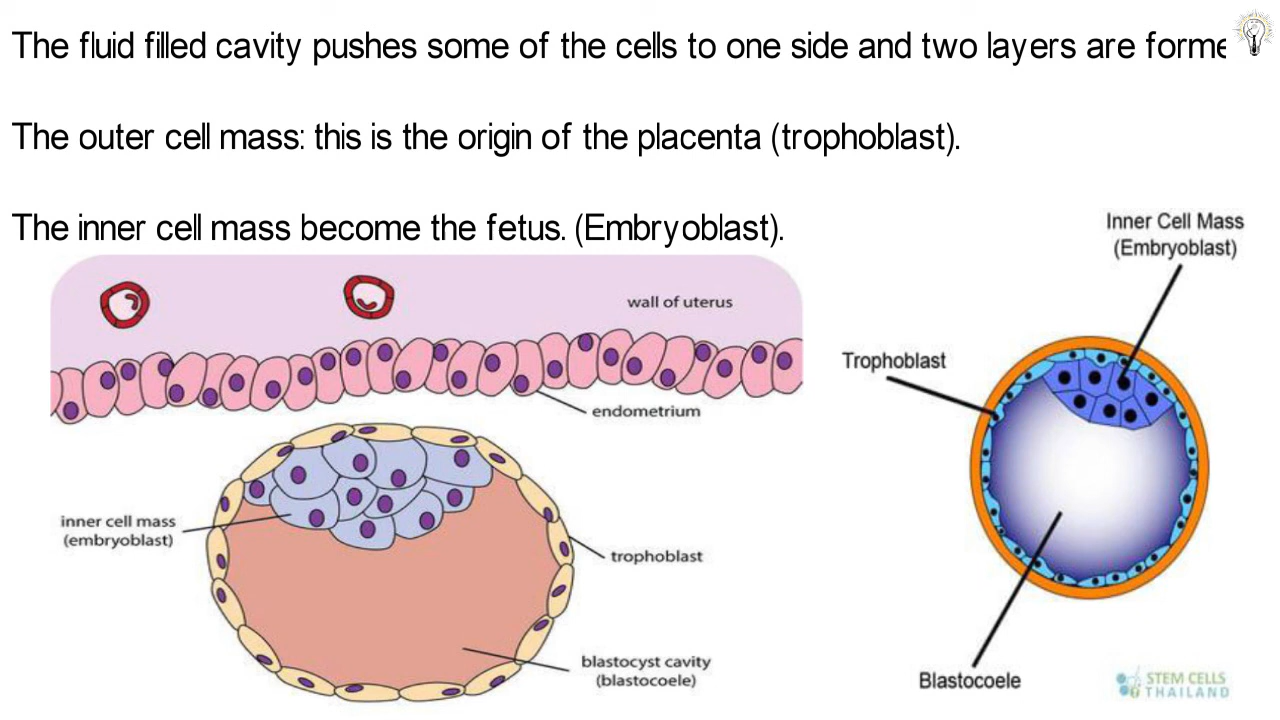 The fluid filled cavity pushes some of the cells to one side and two layers are forme
The outer cell mass: this is the origin of the placenta (trophoblast).
The inner cell mass become the fetus. (Embryoblast).
Inner Cell Mass
(Embryoblast)
wall of uterus
Trophoblast
endometrium
inner cell mass
(embryoblast)
trophoblast
blastocyst cavity
(blastocoele)
Blastocoele
STEM CELLS
THAILAND